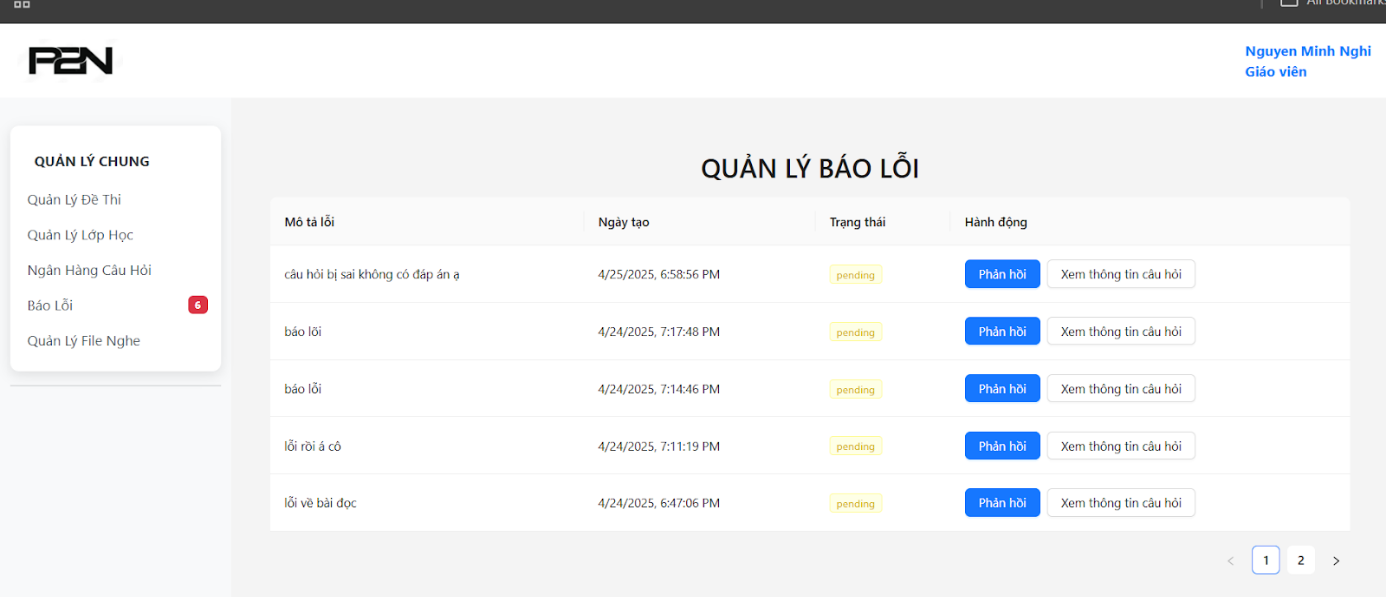 All Bookmarks
PEN
Nguyen Minh Nghi
Giáo viên
QUẢN LÝ CHUNG
Quản Lý Đề Thi
Quản Lý Lớp Học
Ngân Hàng Câu Hỏi
Báo Lỗi 6
Quản Lý File Nghe
QUẢN LÝ BÁO LỖI
Mô tả lỗi Ngày tạo Trạng thái Hành động
câu hỏi bị sai không có đáp án ạ 4/25/2025, 6:58:56 PM pending Phản hồi Xem thông tin câu hỏi
báo lõi 4/24/2025, 7:17:48 PM pending Phản hồi Xem thông tin câu hỏi
báo lỗi 4/24/2025, 7:14:46 PM pending Phản hồi Xem thông tin câu hỏi
lỗi rồi á cô 4/24/2025, 7:11:19 PM pending Phản hồi Xem thông tin câu hỏi
lỗi về bài đọc 4/24/2025, 6:47:06 PM pending Phản hồi Xem thông tin câu hỏi
< 1 2 >